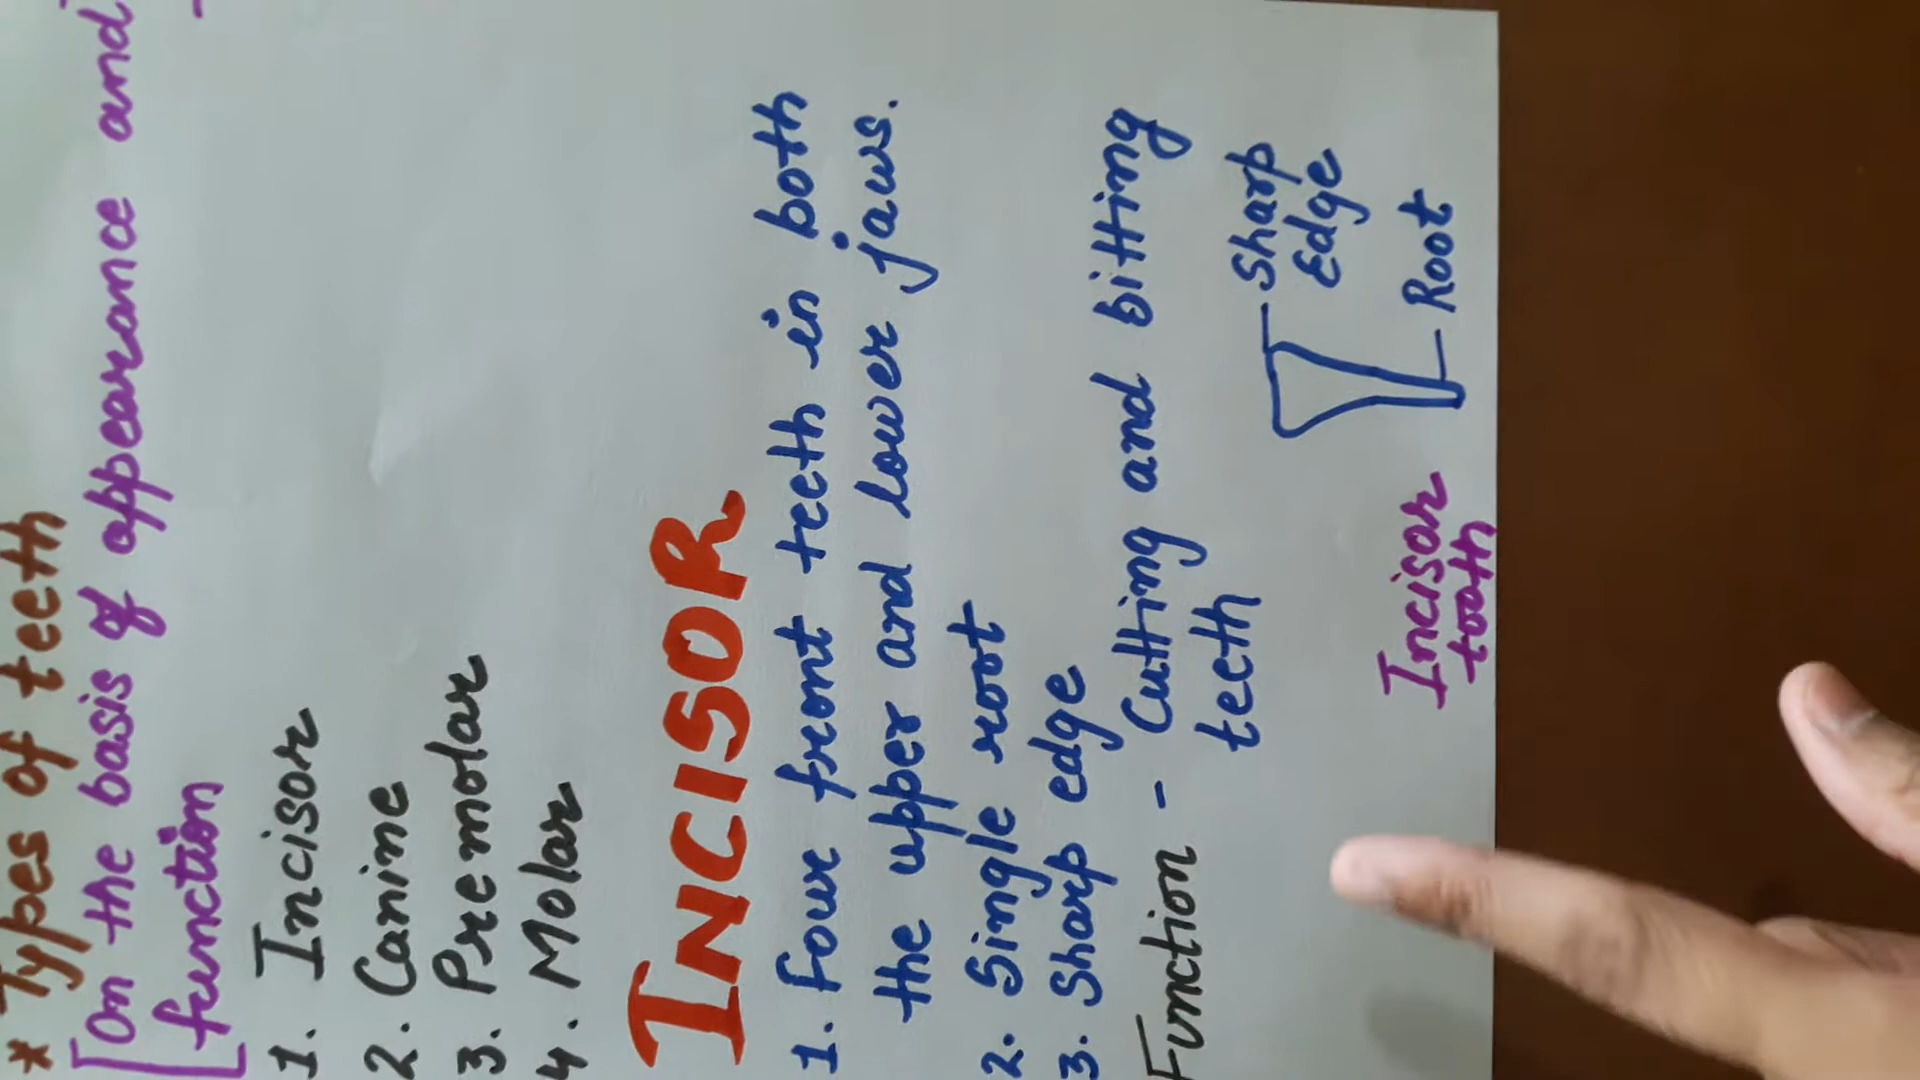 * Types of teeth
[On the basis of appearance and
function
1. Incisor
2. Canine
3. Premolar
4. Molar
INCISOR
1. Four front teeth in both
the upper and lower jaws.
2. Single root
3. Sharp edge
Function - Cutting and bitting
teeth
Sharp
Edge
Root
Incisor
tooth